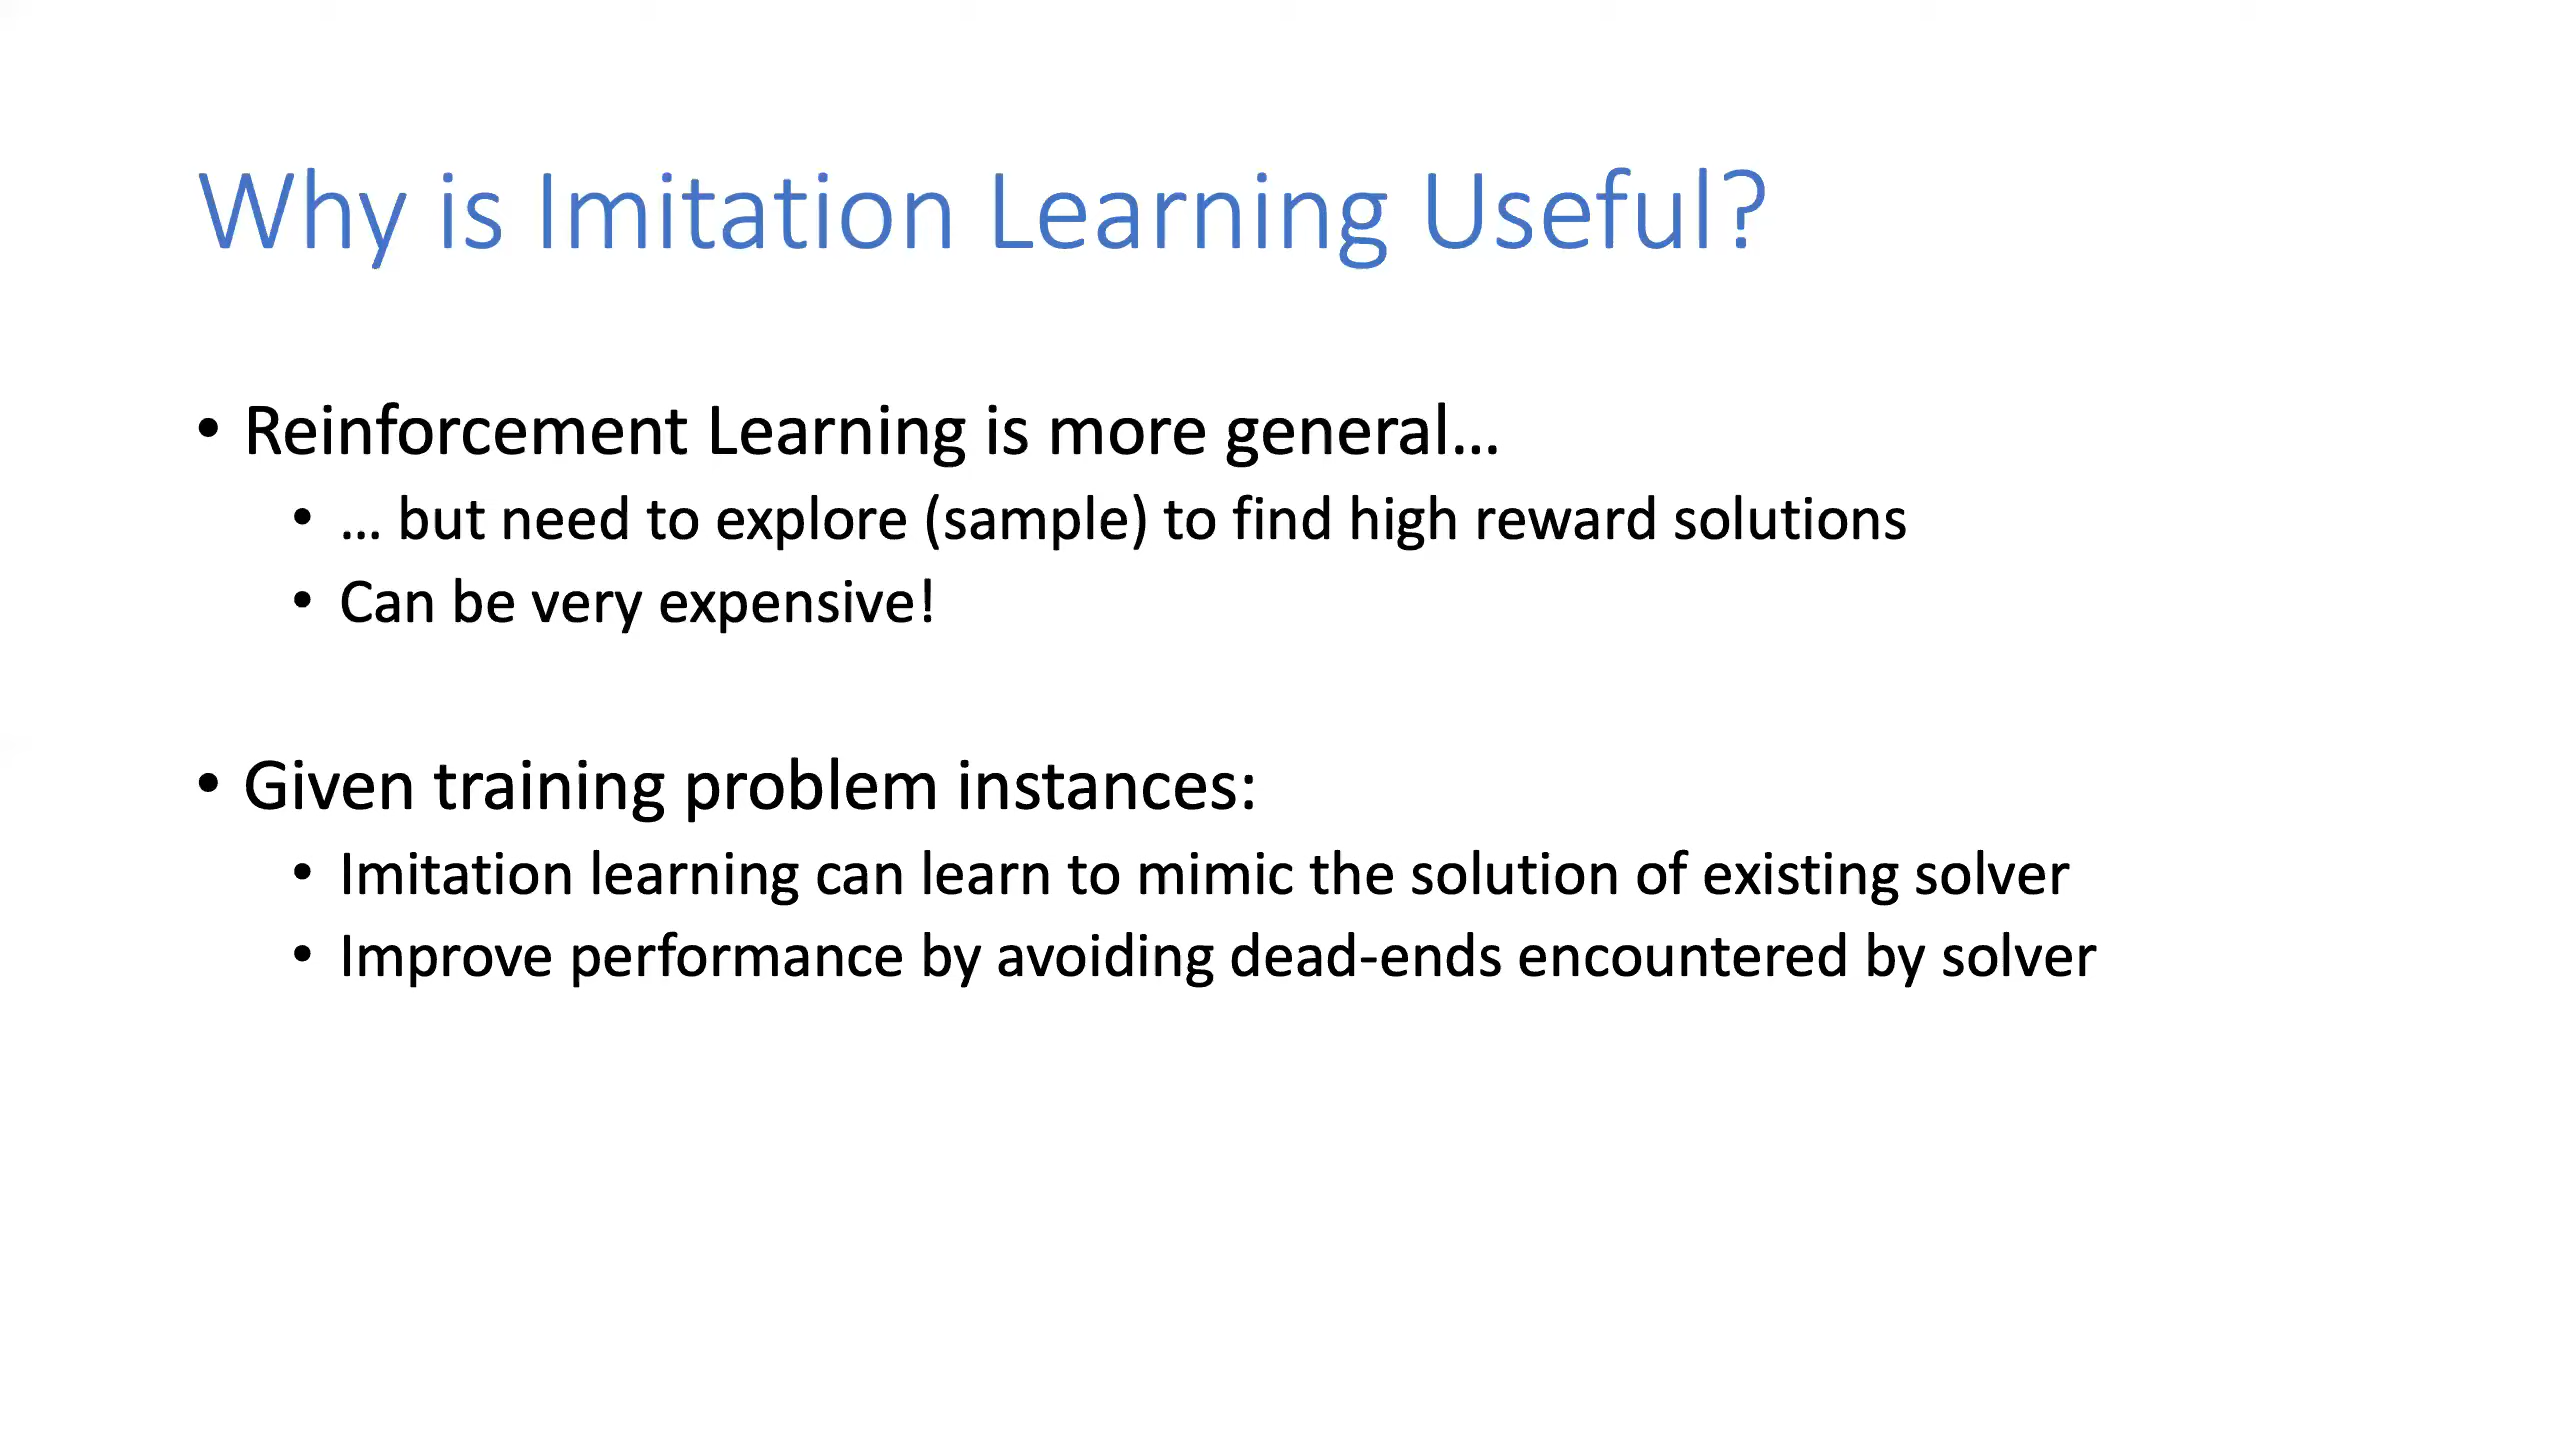 Why is Imitation Learning Useful?
• Reinforcement Learning is more general…
• … but need to explore (sample) to find high reward solutions
• Can be very expensive!
• Given training problem instances:
• Imitation learning can learn to mimic the solution of existing solver
• Improve performance by avoiding dead-ends encountered by solver